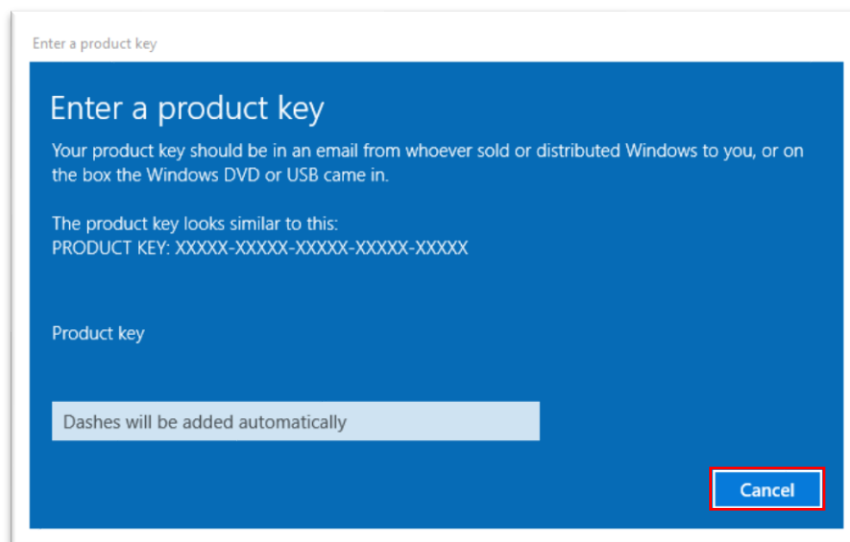 Enter a product key
Enter a product key
Your product key should be in an email from whoever sold or distributed Windows to you, or on
the box the Windows DVD or USB came in.
The product key looks similar to this:
PRODUCT KEY: XXXXX-XXXXX-XXXXX-XXXXX-XXXXX
Product key
Dashes will be added automatically
Cancel